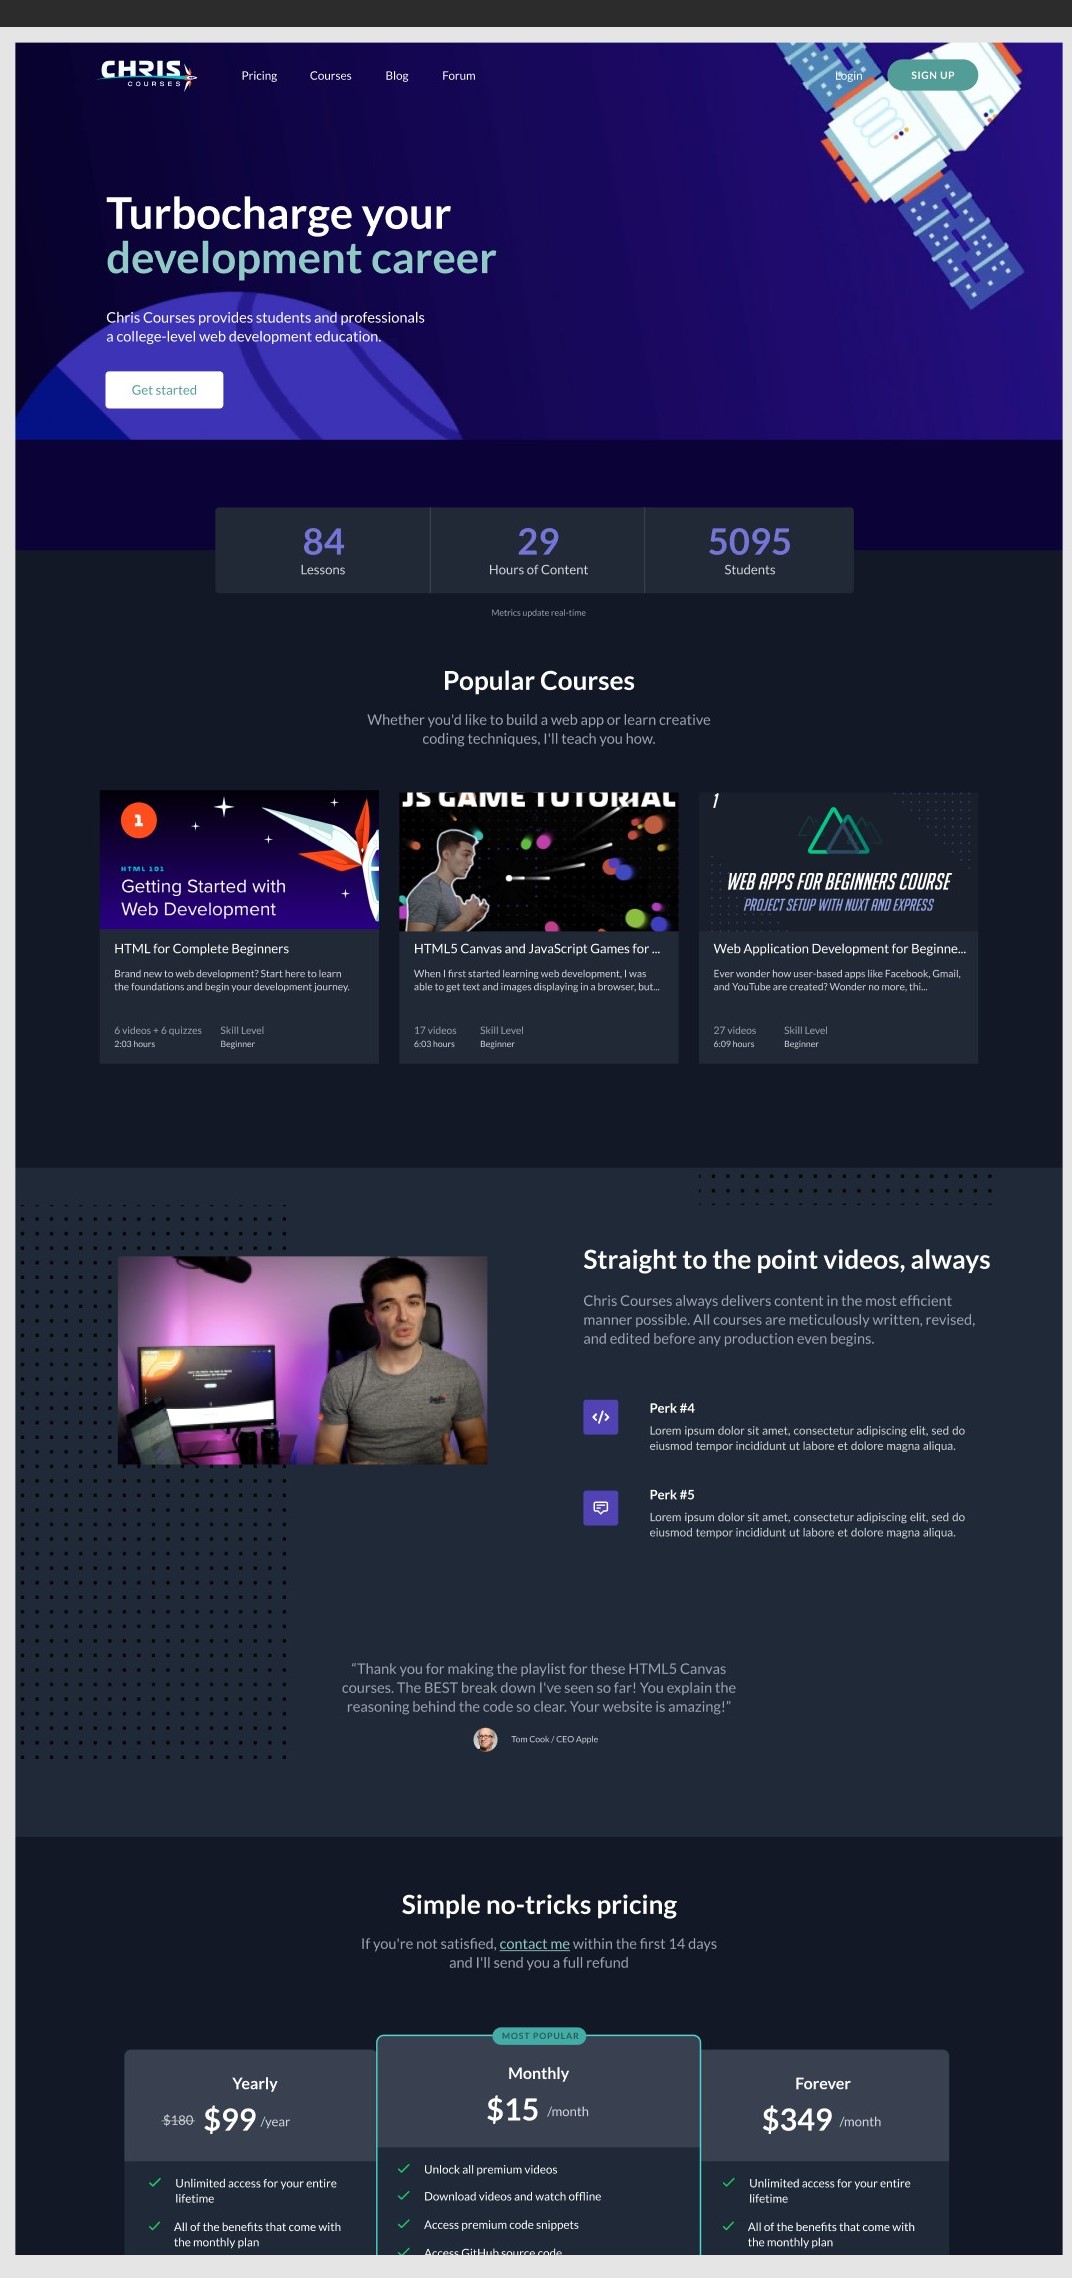 CHRIS
COURSES
Pricing Courses Blog Forum Login SIGN UP
Turbocharge your
development career
Chris Courses provides students and professionals
a college-level web development education.
Get started
84 29 5095
Lessons Hours of Content Students
Metrics update real-time
Popular Courses
Whether you'd like to build a web app or learn creative
coding techniques, I'll teach you how.
1
HTML 101
Getting Started with
Web Development
HTML for Complete Beginners
Brand new to web development? Start here to learn
the foundations and begin your development journey.
6 videos + 6 quizzes Skill Level
2:03 hours Beginner
JS GAME TUTORIAL
HTML5 Canvas and JavaScript Games for ...
When I first started learning web development, I was
able to get text and images displaying in a browser, but...
17 videos Skill Level
6:03 hours Beginner
1
WEB APPS FOR BEGINNERS COURSE
PROJECT SETUP WITH NUXT AND EXPRESS
Web Application Development for Beginne...
Ever wonder how user-based apps like Facebook, Gmail,
and YouTube are created? Wonder no more, thi...
27 videos Skill Level
6:09 hours Beginner
Straight to the point videos, always
Chris Courses always delivers content in the most efficient
manner possible. All courses are meticulously written, revised,
and edited before any production even begins.
Perk #4
Lorem ipsum dolor sit amet, consectetur adipiscing elit, sed do
eiusmod tempor incididunt ut labore et dolore magna aliqua.
Perk #5
Lorem ipsum dolor sit amet, consectetur adipiscing elit, sed do
eiusmod tempor incididunt ut labore et dolore magna aliqua.
“Thank you for making the playlist for these HTML5 Canvas
courses. The BEST break down I've seen so far! You explain the
reasoning behind the code so clear. Your website is amazing!”
Tom Cook / CEO Apple
Simple no-tricks pricing
If you're not satisfied, contact me within the first 14 days
and I'll send you a full refund
Yearly
$180 $99 /year
Unlimited access for your entire
lifetime
All of the benefits that come with
the monthly plan
MOST POPULAR
Monthly
$15 /month
Unlock all premium videos
Download videos and watch offline
Access premium code snippets
Access GitHub source code
Forever
$349 /month
Unlimited access for your entire
lifetime
All of the benefits that come with
the monthly plan